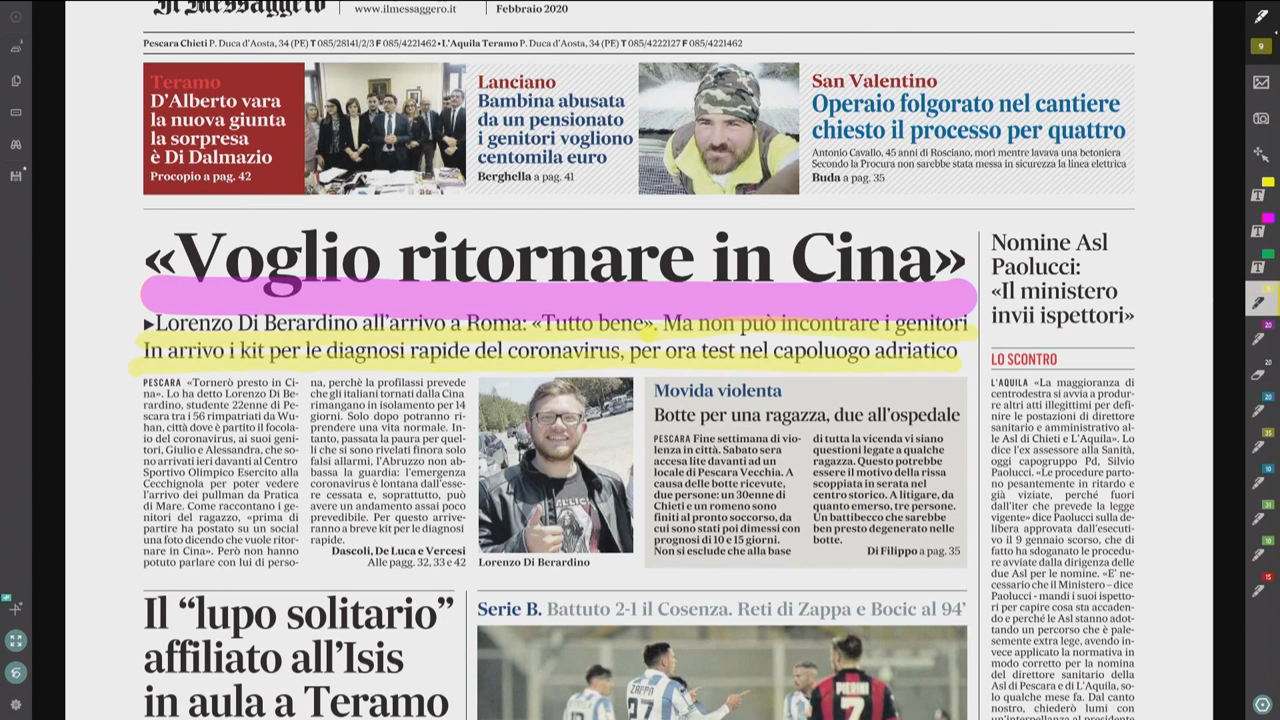 Il Messaggero
www.ilmessaggero.it
Febbraio 2020
Pescara Chieti P. Duca d'Aosta, 34 (PE) T 085/28141/2/3 F 085/4221462 • L'Aquila Teramo P. Duca d'Aosta, 34 (PE) T 085/4222127 F 085/4221462
Teramo
D'Alberto vara
la nuova giunta
la sorpresa
è Di Dalmazio
Procopio a pag. 42
Lanciano
Bambina abusata
da un pensionato
i genitori vogliono
centomila euro
Berghella a pag. 41
San Valentino
Operaio folgorato nel cantiere
chiesto il processo per quattro
Antonio Cavallo, 45 anni di Rosciano, morì mentre lavava una betoniera
Secondo la Procura non sarebbe stata messa in sicurezza la linea elettrica
Buda a pag. 35
«Voglio ritornare in Cina»
▶Lorenzo Di Berardino all'arrivo a Roma: «Tutto bene». Ma non può incontrare i genitori
In arrivo i kit per le diagnosi rapide del coronavirus, per ora test nel capoluogo adriatico
PESCARA «Tornerò presto in Ci-
na». Lo ha detto Lorenzo Di Be-
rardino, studente 22enne di Pe-
scara tra i 56 rimpatriati da Wu-
han, città dove è partito il focola-
io del coronavirus, ai suoi geni-
tori, Giulio e Alessandra, che so-
no arrivati ieri davanti al Centro
Sportivo Olimpico Esercito alla
Cecchignola per poter vedere
l'arrivo dei pullman da Pratica
di Mare. Come raccontano i ge-
nitori del ragazzo, «prima di
partire ha postato su un social
una foto dicendo che vuole ritor-
nare in Cina». Però non hanno
potuto parlare con lui di perso-
na, perchè la profilassi prevede
che gli italiani tornati dalla Cina
rimangano in isolamento per 14
giorni. Solo dopo potranno ri-
prendere una vita normale. In-
tanto, passata la paura per quel-
li che si sono rivelati finora solo
falsi allarmi, l'Abruzzo non ab-
bassa la guardia: l'emergenza
coronavirus è lontana dall'esse-
re cessata e, soprattutto, può
avere un andamento assai poco
prevedibile. Per questo arrive-
ranno a breve kit per le diagnosi
rapide.
Dascoli, De Luca e Vercesi
Alle pagg. 32, 33 e 42
Lorenzo Di Berardino
Movida violenta
Botte per una ragazza, due all'ospedale
PESCARA Fine settimana di vio-
lenza in città. Sabato sera
accesa lite davanti ad un
locale di Pescara Vecchia. A
causa delle botte ricevute,
due persone: un 30enne di
Chieti e un romeno sono
finiti al pronto soccorso, da
cui sono stati poi dimessi con
prognosi di 10 e 15 giorni.
Non si esclude che alla base
di tutta la vicenda vi siano
questioni legate a qualche
ragazza. Questo potrebbe
essere il motivo della rissa
scoppiata in serata nel
centro storico. A litigare, da
quanto emerso, tre persone.
Un battibecco che sarebbe
ben presto degenerato nelle
botte.
Di Filippo a pag. 35
Nomine Asl
Paolucci:
«Il ministero
invii ispettori»
LO SCONTRO
L'AQUILA «La maggioranza di
centrodestra si avvia a produr-
re altri atti illegittimi per defi-
nire le postazioni di direttore
sanitario e amministrativo al-
le Asl di Chieti e L'Aquila». Lo
dice l'ex assessore alla Sanità,
oggi capogruppo Pd, Silvio
Paolucci. «Le procedure parto-
no pesantemente in ritardo e
già viziate, perché fuori
dall'iter che prevede la legge
vigente» dice Paolucci sulla de-
libera approvata dall'esecuti-
vo il 9 gennaio scorso, che di
fatto ha sdoganato le procedu-
re avviate dalla dirigenza delle
due Asl per le nomine. «E' ne-
cessario che il Ministero – dice
Paolucci - mandi i suoi ispetto-
ri per capire cosa sta accaden-
do e perché le Asl stanno adot-
tando un percorso che è pale-
semente extra lege, avendo in-
vece applicato la normativa in
modo corretto per la nomina
del direttore sanitario della
Asl di Pescara e di L'Aquila, so-
lo qualche mese fa. Dal canto
nostro, chiederò lumi con
un'interpellanza al presidente
Il "lupo solitario"
affiliato all'Isis
in aula a Teramo
Serie B. Battuto 2-1 il Cosenza. Reti di Zappa e Bocic al 94'
ZAPPA
27
PIERINI
9
20
20
20
35
10
31
10
15